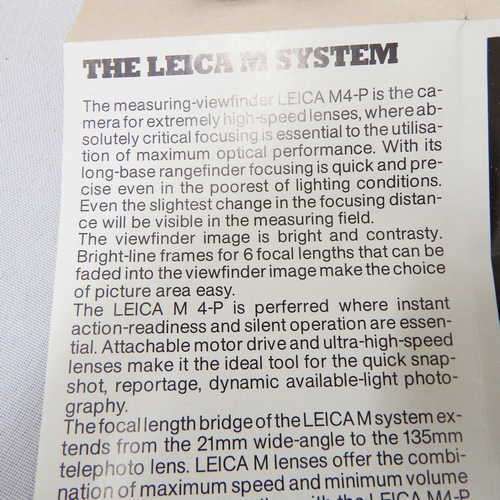 THE LEICA M SYSTEM
The measuring-viewfinder LEICA M4-P is the ca-
mera for extremely high-speed lenses, where ab-
solutely critical focusing is essential to the utilisa-
tion of maximum optical performance. With its
long-base rangefinder focusing is quick and pre-
cise even in the poorest of lighting conditions.
Even the slightest change in the focusing distan-
ce will be visible in the measuring field.
The viewfinder image is bright and contrasty.
Bright-line frames for 6 focal lengths that can be
faded into the viewfinder image make the choice
of picture area easy.
The LEICA M 4-P is perferred where instant
action-readiness and silent operation are essen-
tial. Attachable motor drive and ultra-high-speed
lenses make it the ideal tool for the quick snap-
shot, reportage, dynamic available-light photo-
graphy.
The focal length bridge of the LEICA M system ex-
tends from the 21mm wide-angle to the 135mm
telephoto lens. LEICA M lenses offer the combi-
nation of maximum speed and minimum volume
with the LEICA M4-P